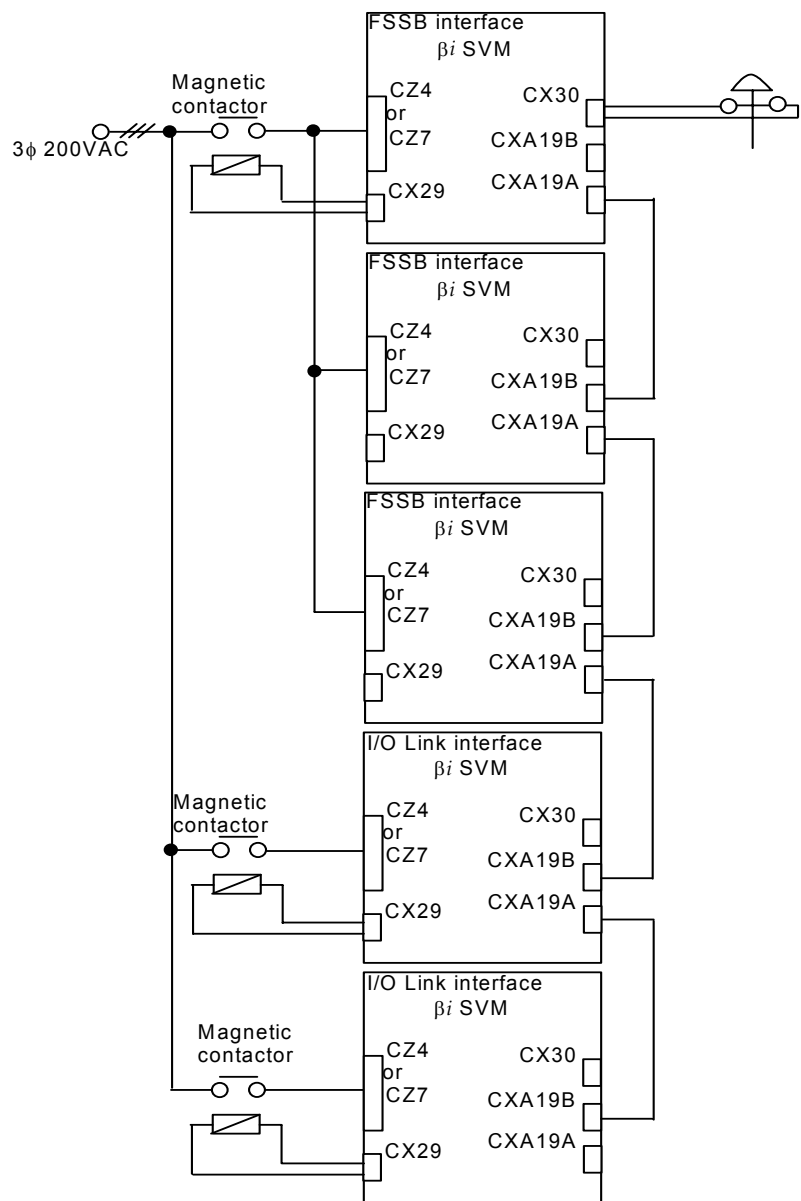 FSSB interface
βi SVM
Magnetic
contactor
3ϕ 200VAC
CZ4
or
CZ7
CX29
CX30
CXA19B
CXA19A
FSSB interface
βi SVM
CZ4
or
CZ7
CX29
CX30
CXA19B
CXA19A
FSSB interface
βi SVM
CZ4
or
CZ7
CX29
CX30
CXA19B
CXA19A
I/O Link interface
βi SVM
Magnetic
contactor
CZ4
or
CZ7
CX29
CX30
CXA19B
CXA19A
I/O Link interface
βi SVM
Magnetic
contactor
CZ4
or
CZ7
CX29
CX30
CXA19B
CXA19A